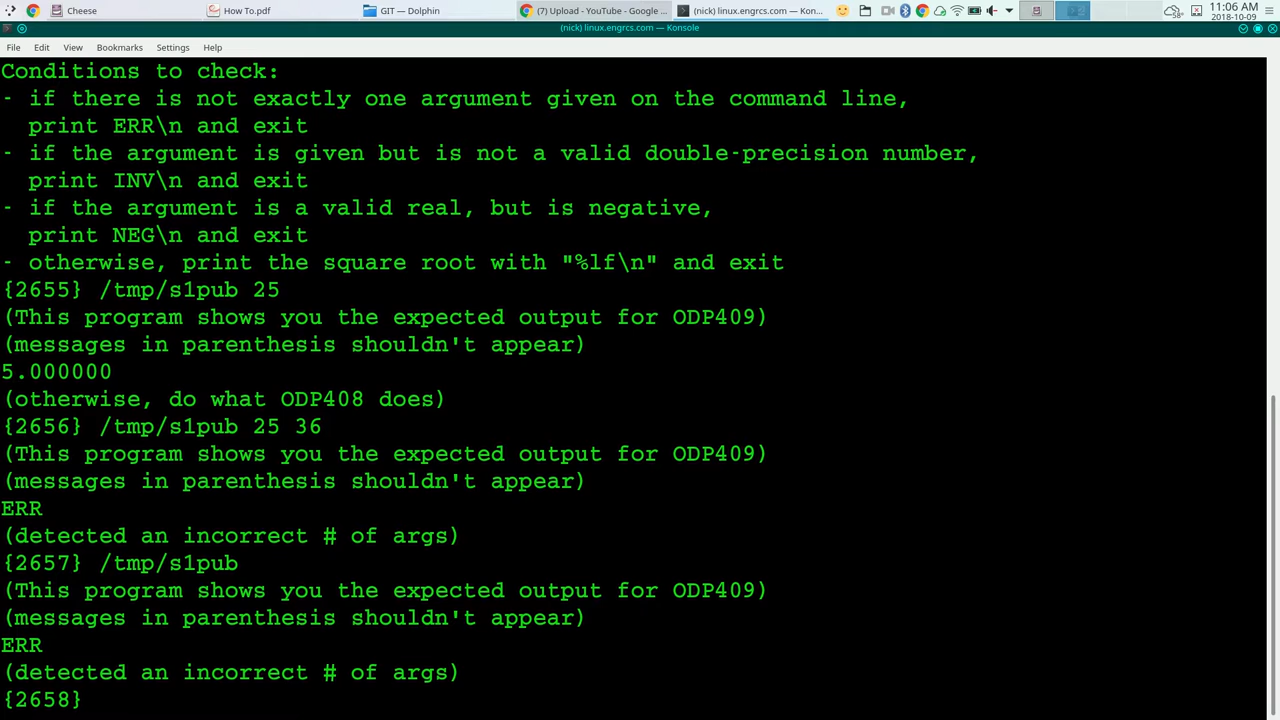 Cheese
How To.pdf
GIT — Dolphin
(7) Upload - YouTube - Google ...
(nick) linux.engrcs.com — Kon...
58°
11:06 AM
2018-10-09
(nick) linux.engrcs.com — Konsole
File Edit View Bookmarks Settings Help
Conditions to check:
- if there is not exactly one argument given on the command line,
print ERR\n and exit
- if the argument is given but is not a valid double-precision number,
print INV\n and exit
- if the argument is a valid real, but is negative,
print NEG\n and exit
- otherwise, print the square root with "%lf\n" and exit
{2655} /tmp/s1pub 25
(This program shows you the expected output for ODP409)
(messages in parenthesis shouldn't appear)
5.000000
(otherwise, do what ODP408 does)
{2656} /tmp/s1pub 25 36
(This program shows you the expected output for ODP409)
(messages in parenthesis shouldn't appear)
ERR
(detected an incorrect # of args)
{2657} /tmp/s1pub
(This program shows you the expected output for ODP409)
(messages in parenthesis shouldn't appear)
ERR
(detected an incorrect # of args)
{2658}